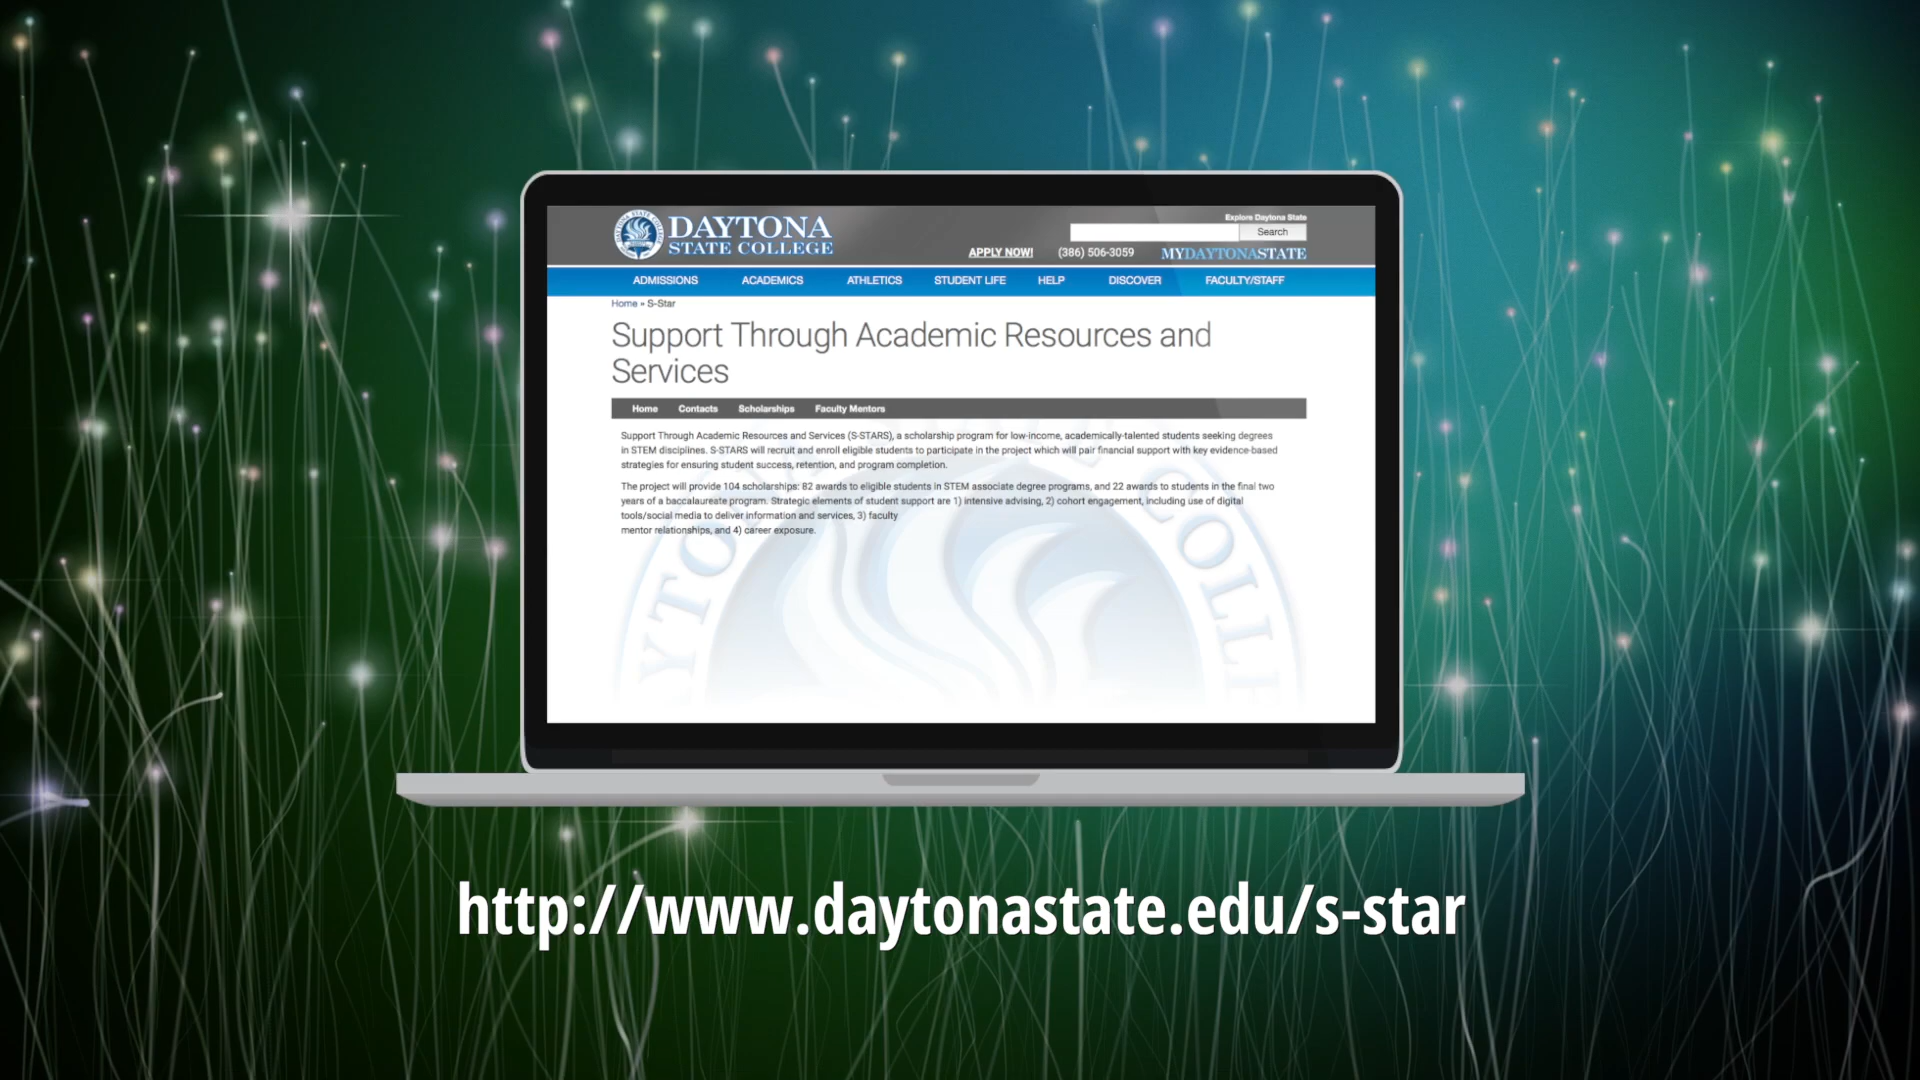 DAYTONA
STATE COLLEGE
Explore Daytona State
Search
APPLY NOW! (386) 506-3059 MYDAYTONASTATE
ADMISSIONS ACADEMICS ATHLETICS STUDENT LIFE HELP DISCOVER FACULTY/STAFF
Home » S-Star
Support Through Academic Resources and
Services
Home Contacts Scholarships Faculty Mentors
Support Through Academic Resources and Services (S-STARS), a scholarship program for low-income, academically-talented students seeking degrees
in STEM disciplines. S-STARS will recruit and enroll eligible students to participate in the project which will pair financial support with key evidence-based
strategies for ensuring student success, retention, and program completion.
The project will provide 104 scholarships: 82 awards to eligible students in STEM associate degree programs, and 22 awards to students in the final two
years of a baccalaureate program. Strategic elements of student support are 1) intensive advising, 2) cohort engagement, including use of digital
tools/social media to deliver information and services, 3) faculty
mentor relationships, and 4) career exposure.
http://www.daytonastate.edu/s-star